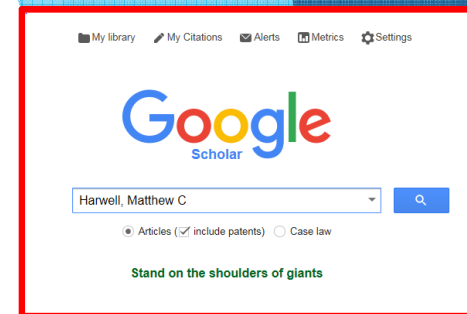 My library My Citations Alerts Metrics Settings
Google
Scholar
Harwell, Matthew C
Articles (include patents) Case law
Stand on the shoulders of giants